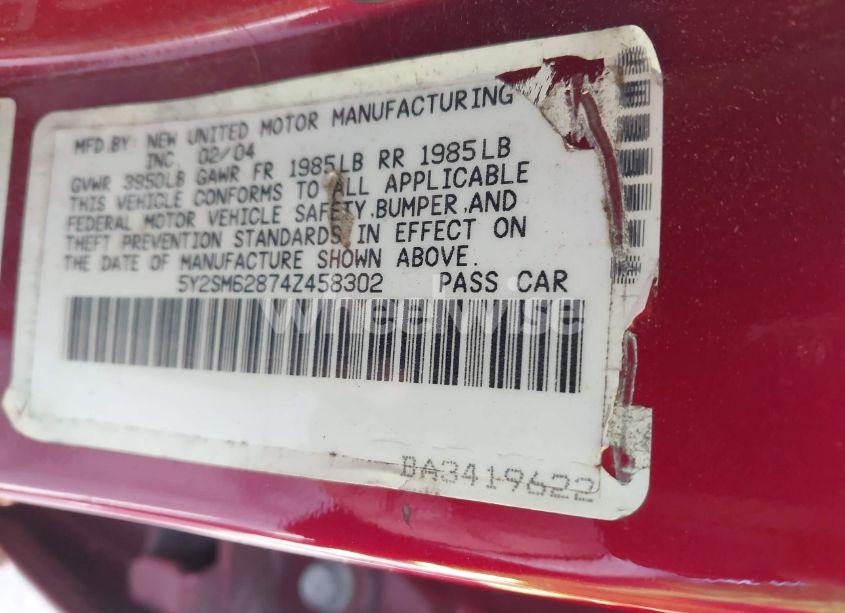 MFD.BY: NEW UNITED MOTOR MANUFACTURING
INC. 02/04
GVWR 3950LB GAWR FR 1985LB RR 1985LB
THIS VEHICLE CONFORMS TO ALL APPLICABLE
FEDERAL MOTOR VEHICLE SAFETY,BUMPER,AND
THEFT PREVENTION STANDARDS IN EFFECT ON
THE DATE OF MANUFACTURE SHOWN ABOVE.
5Y2SM62874Z458302 PASS CAR
WheelWise
BA3419622